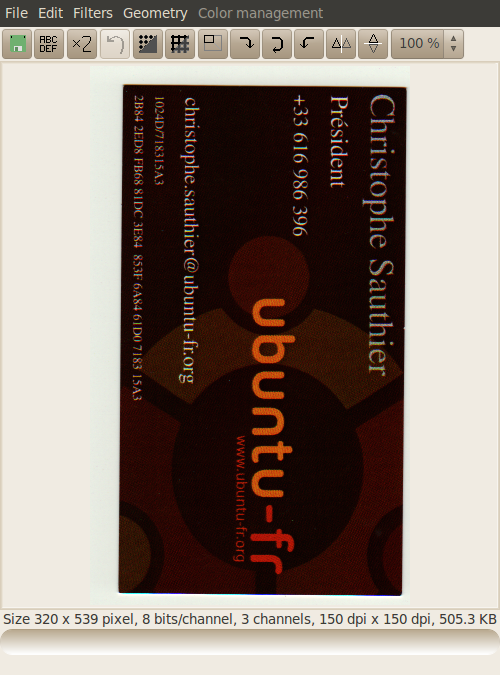 File Edit Filters Geometry Color management
ABC
DEF
×2
100 %
Christophe Sauthier
Président
+33 616 986 396
ubuntu-fr
www.ubuntu-fr.org
christophe.sauthier@ubuntu-fr.org
1024D/718315A3
2B84 2ED8 FB68 81DC 3E84 853F 6A84 61D0 7183 15A3
Size 320 x 539 pixel, 8 bits/channel, 3 channels, 150 dpi x 150 dpi, 505.3 KB